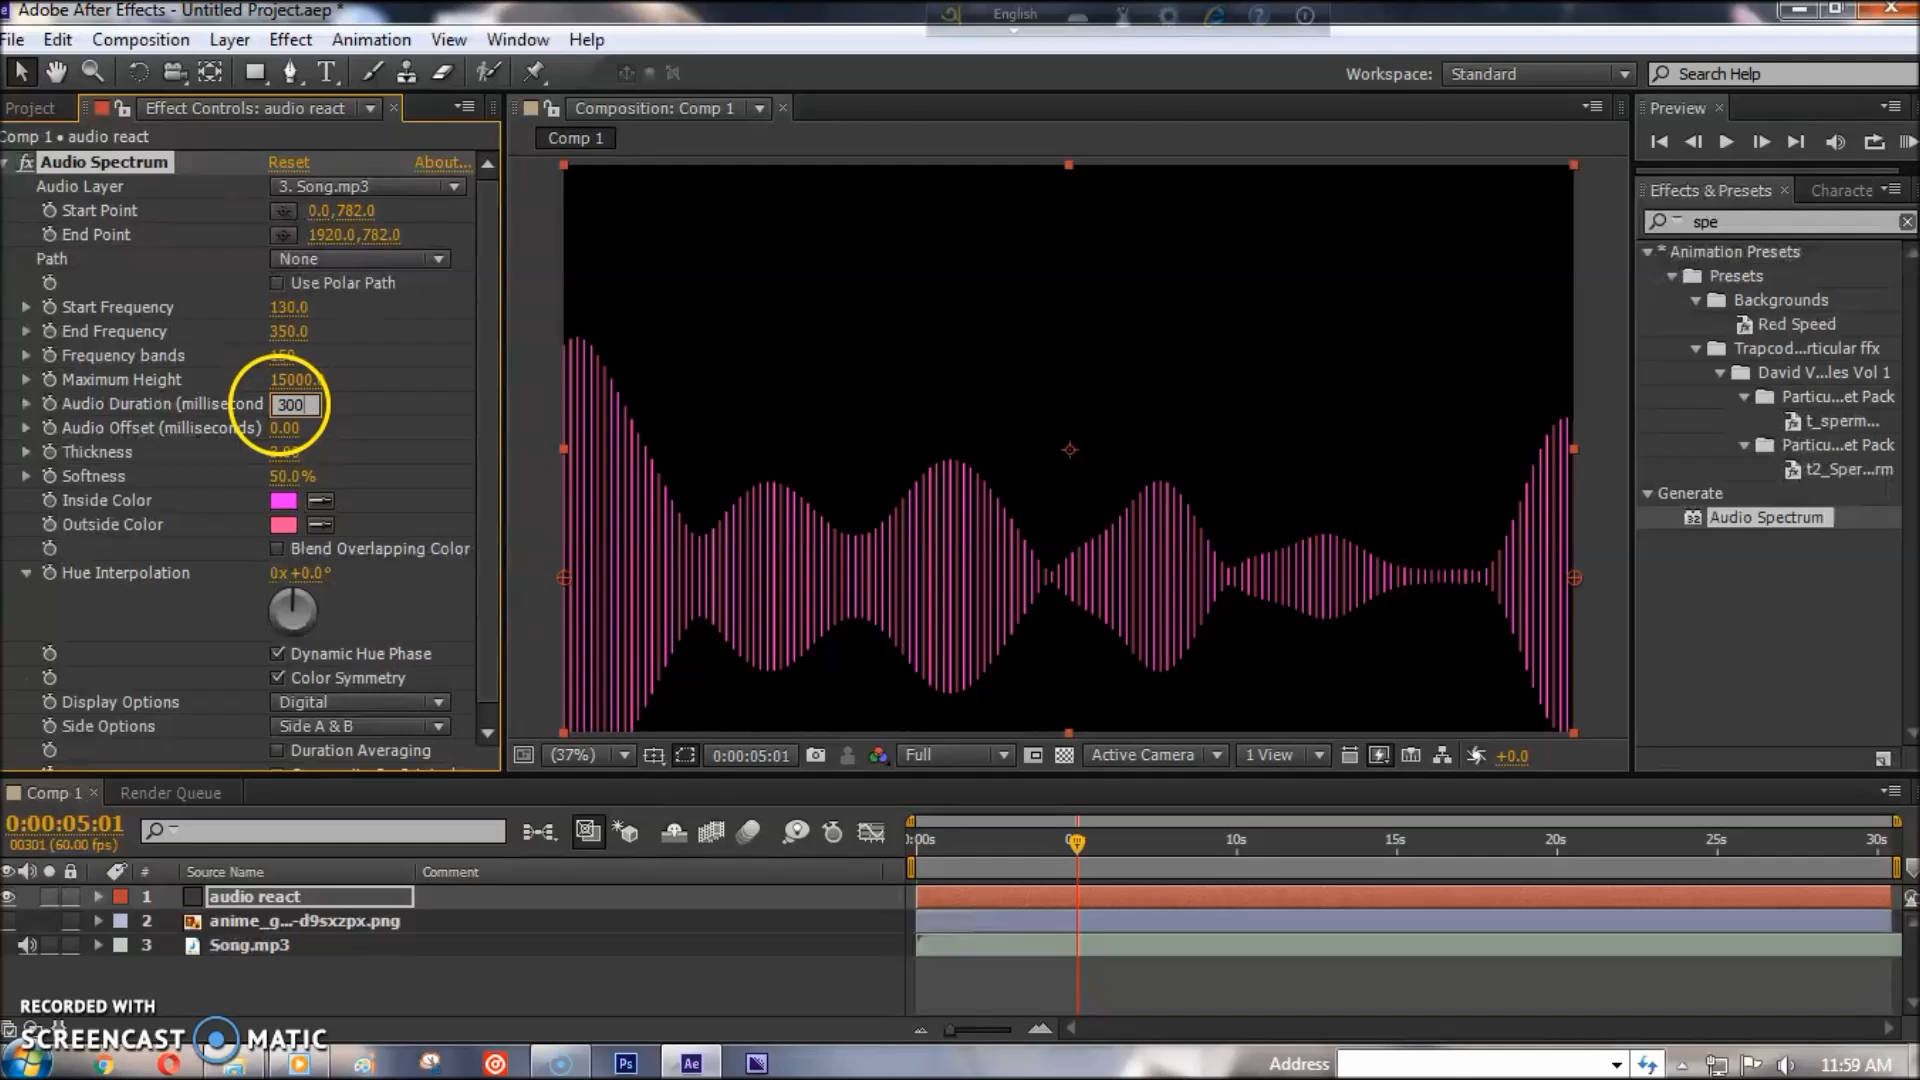 Adobe After Effects - Untitled Project.aep *
English
File Edit Composition Layer Effect Animation View Window Help
Workspace: Standard Search Help
Project Effect Controls: audio react × Composition: Comp 1 × Preview ×
Comp 1 • audio react Comp 1
fx Audio Spectrum Reset About...
Audio Layer 3. Song.mp3
Start Point 0.0,782.0
End Point 1920.0,782.0
Path None
Use Polar Path
Start Frequency 130.0
End Frequency 350.0
Frequency bands 150
Maximum Height 15000.
Audio Duration (millisecond 300
Audio Offset (milliseconds) 0.00
Thickness
Softness 50.0%
Inside Color
Outside Color
Blend Overlapping Color
Hue Interpolation 0x+0.0°
Dynamic Hue Phase
Color Symmetry
Display Options Digital
Side Options Side A & B
Duration Averaging
(37%) 0:00:05:01 Full Active Camera 1 View +0.0
Effects & Presets × Characte
spe
* Animation Presets
Presets
Backgrounds
Red Speed
Trapcod...rticular ffx
David V...les Vol 1
Particu...et Pack
t_sperm...
Particu...et Pack
t2_Sper...rm
Generate
32 Audio Spectrum
Comp 1 × Render Queue
0:00:05:01
00301 (60.00 fps)
):00s 10s 15s 20s 25s 30s
# Source Name Comment
1 audio react
2 anime_g...-d9sxzpx.png
3 Song.mp3
RECORDED WITH
SCREENCAST MATIC
Ps Ae Address 11:59 AM